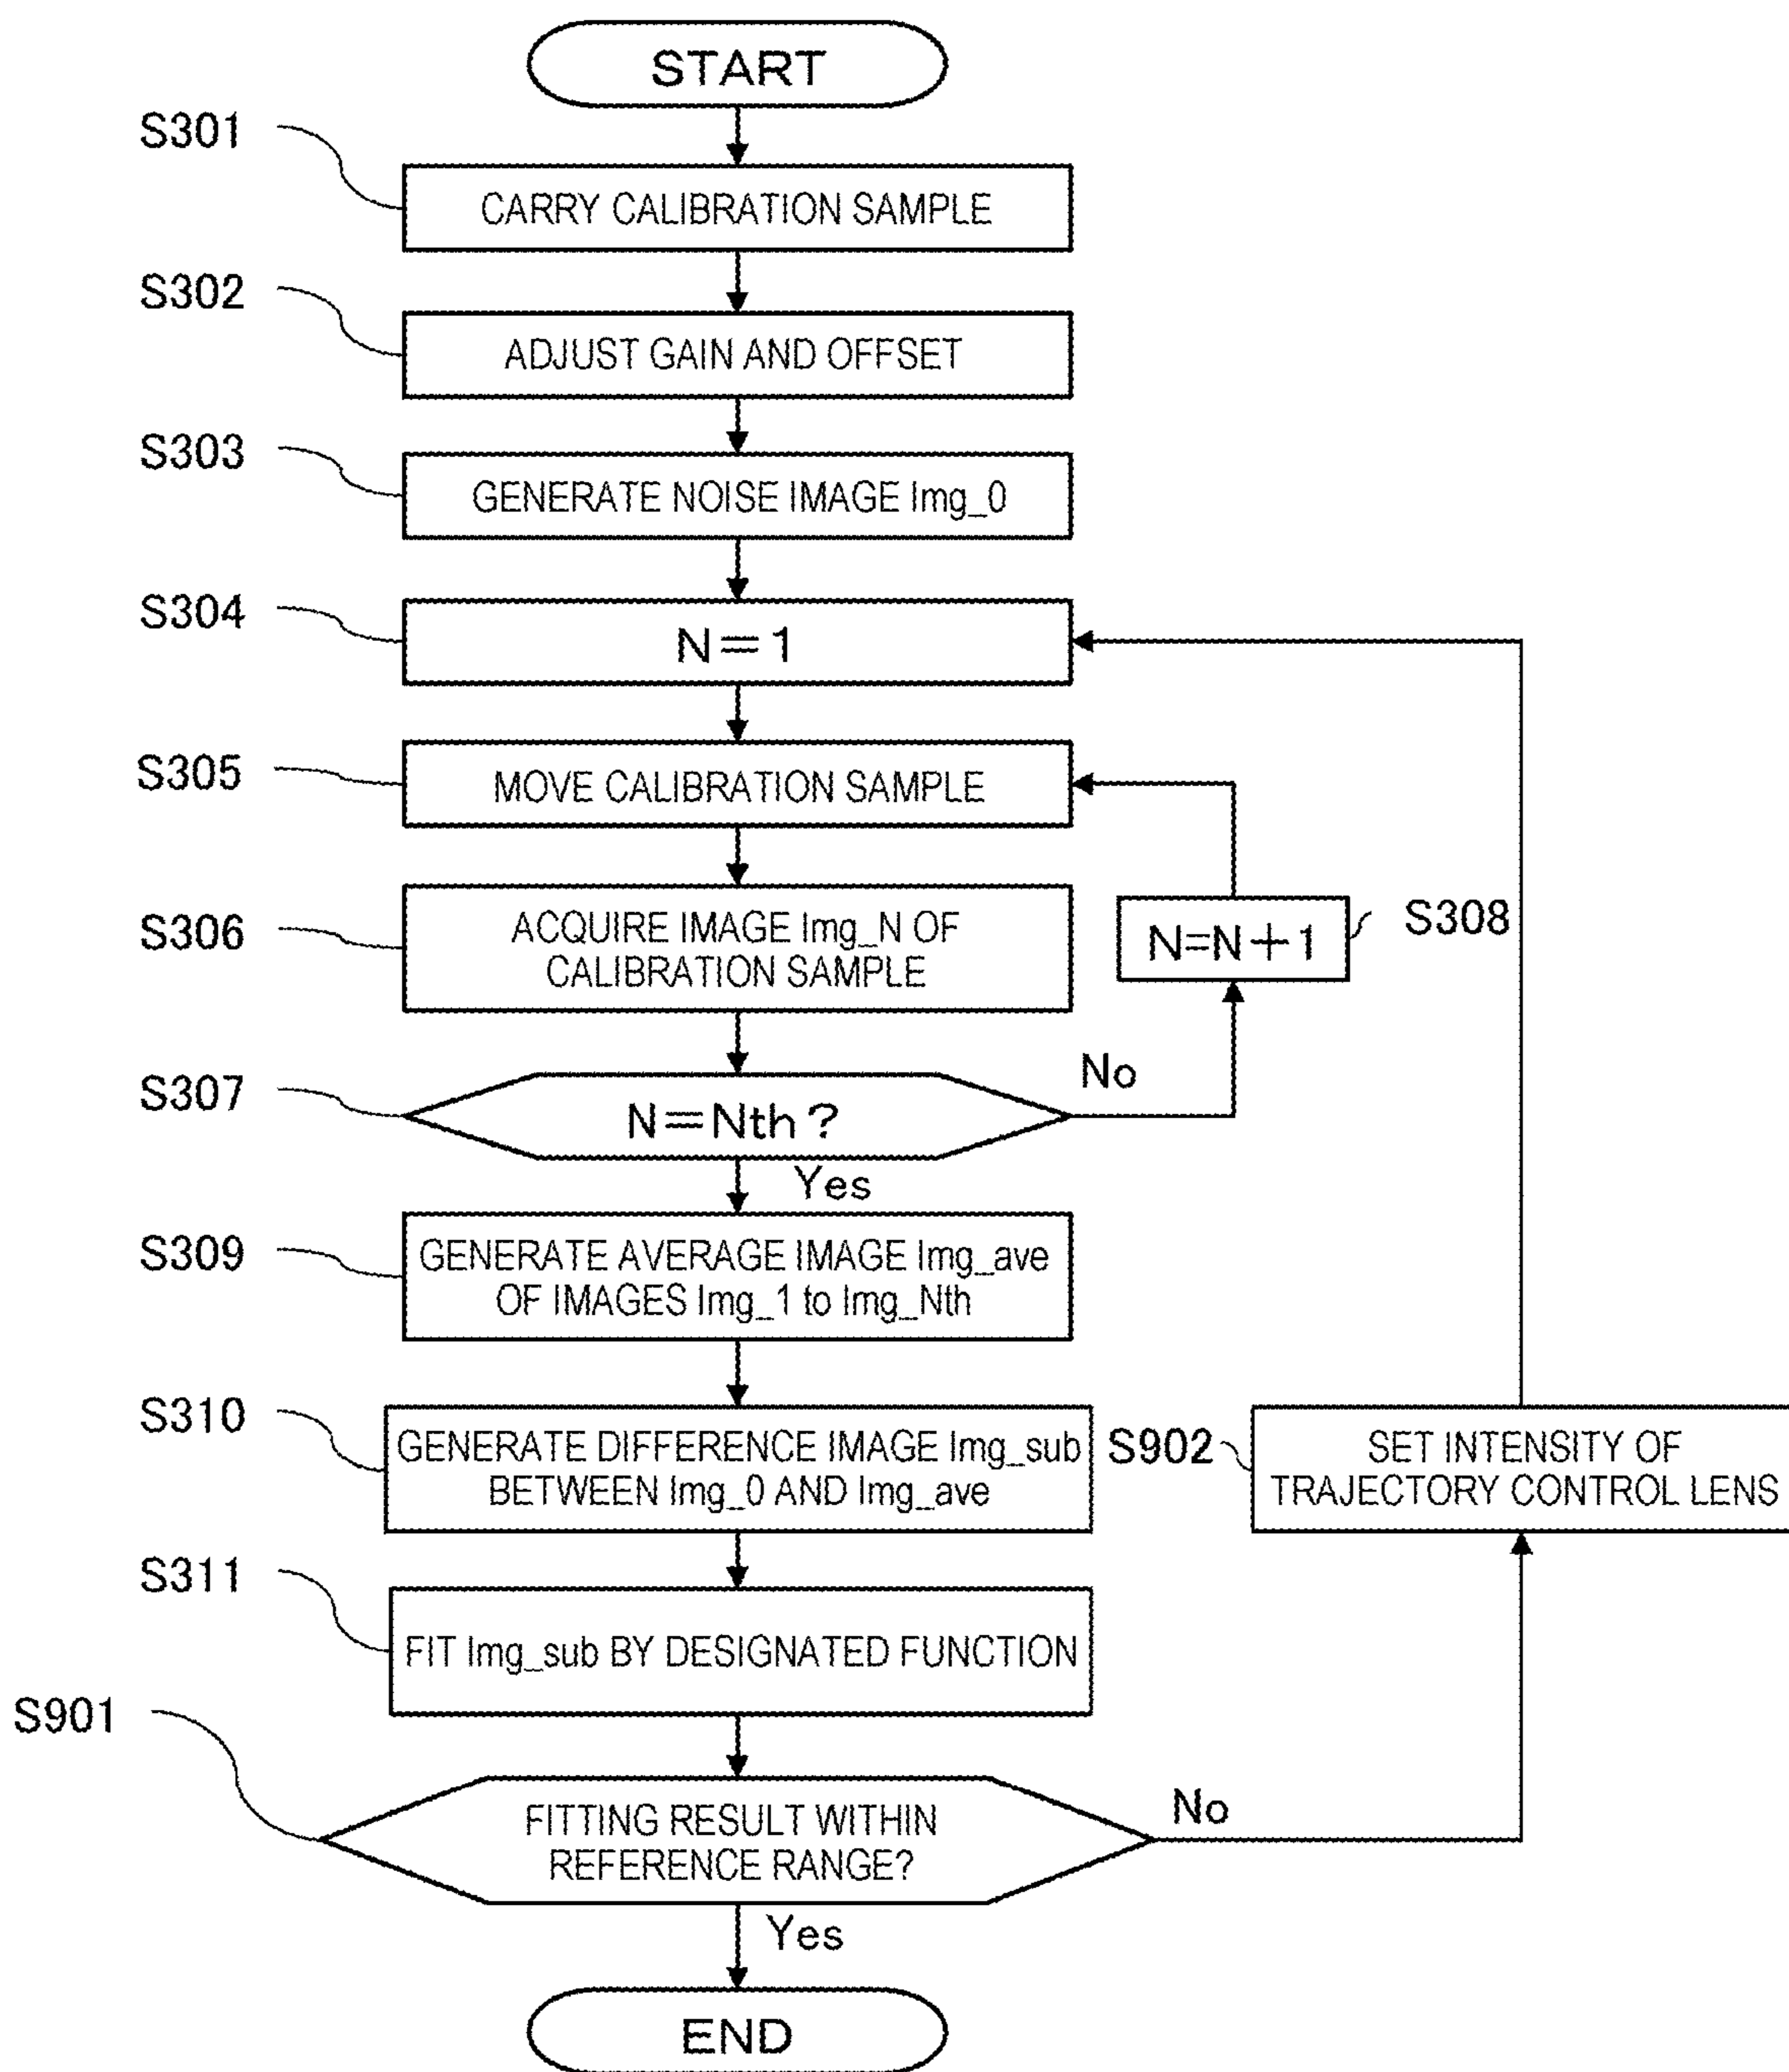 START
S301
CARRY CALIBRATION SAMPLE
S302
ADJUST GAIN AND OFFSET
S303
GENERATE NOISE IMAGE Img_0
S304
N=1
S305
MOVE CALIBRATION SAMPLE
S306
ACQUIRE IMAGE Img_N OF
CALIBRATION SAMPLE
S308
N=N+1
S307
N=Nth?
No
Yes
S309
GENERATE AVERAGE IMAGE Img_ave
OF IMAGES Img_1 to Img_Nth
S310
GENERATE DIFFERENCE IMAGE Img_sub
BETWEEN Img_0 AND Img_ave
S902
SET INTENSITY OF
TRAJECTORY CONTROL LENS
S311
FIT Img_sub BY DESIGNATED FUNCTION
S901
FITTING RESULT WITHIN
REFERENCE RANGE?
No
Yes
END